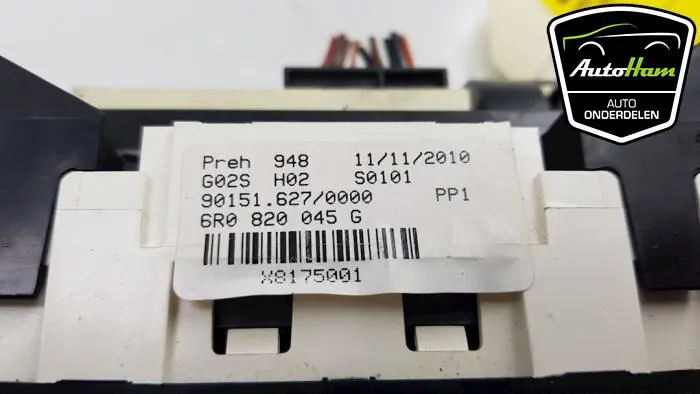 AutoHam
AUTO
ONDERDELEN
Preh 948 11/11/2010
G02S H02 S0101
90151.627/0000 PP1
6R0 820 045 G
X8175001